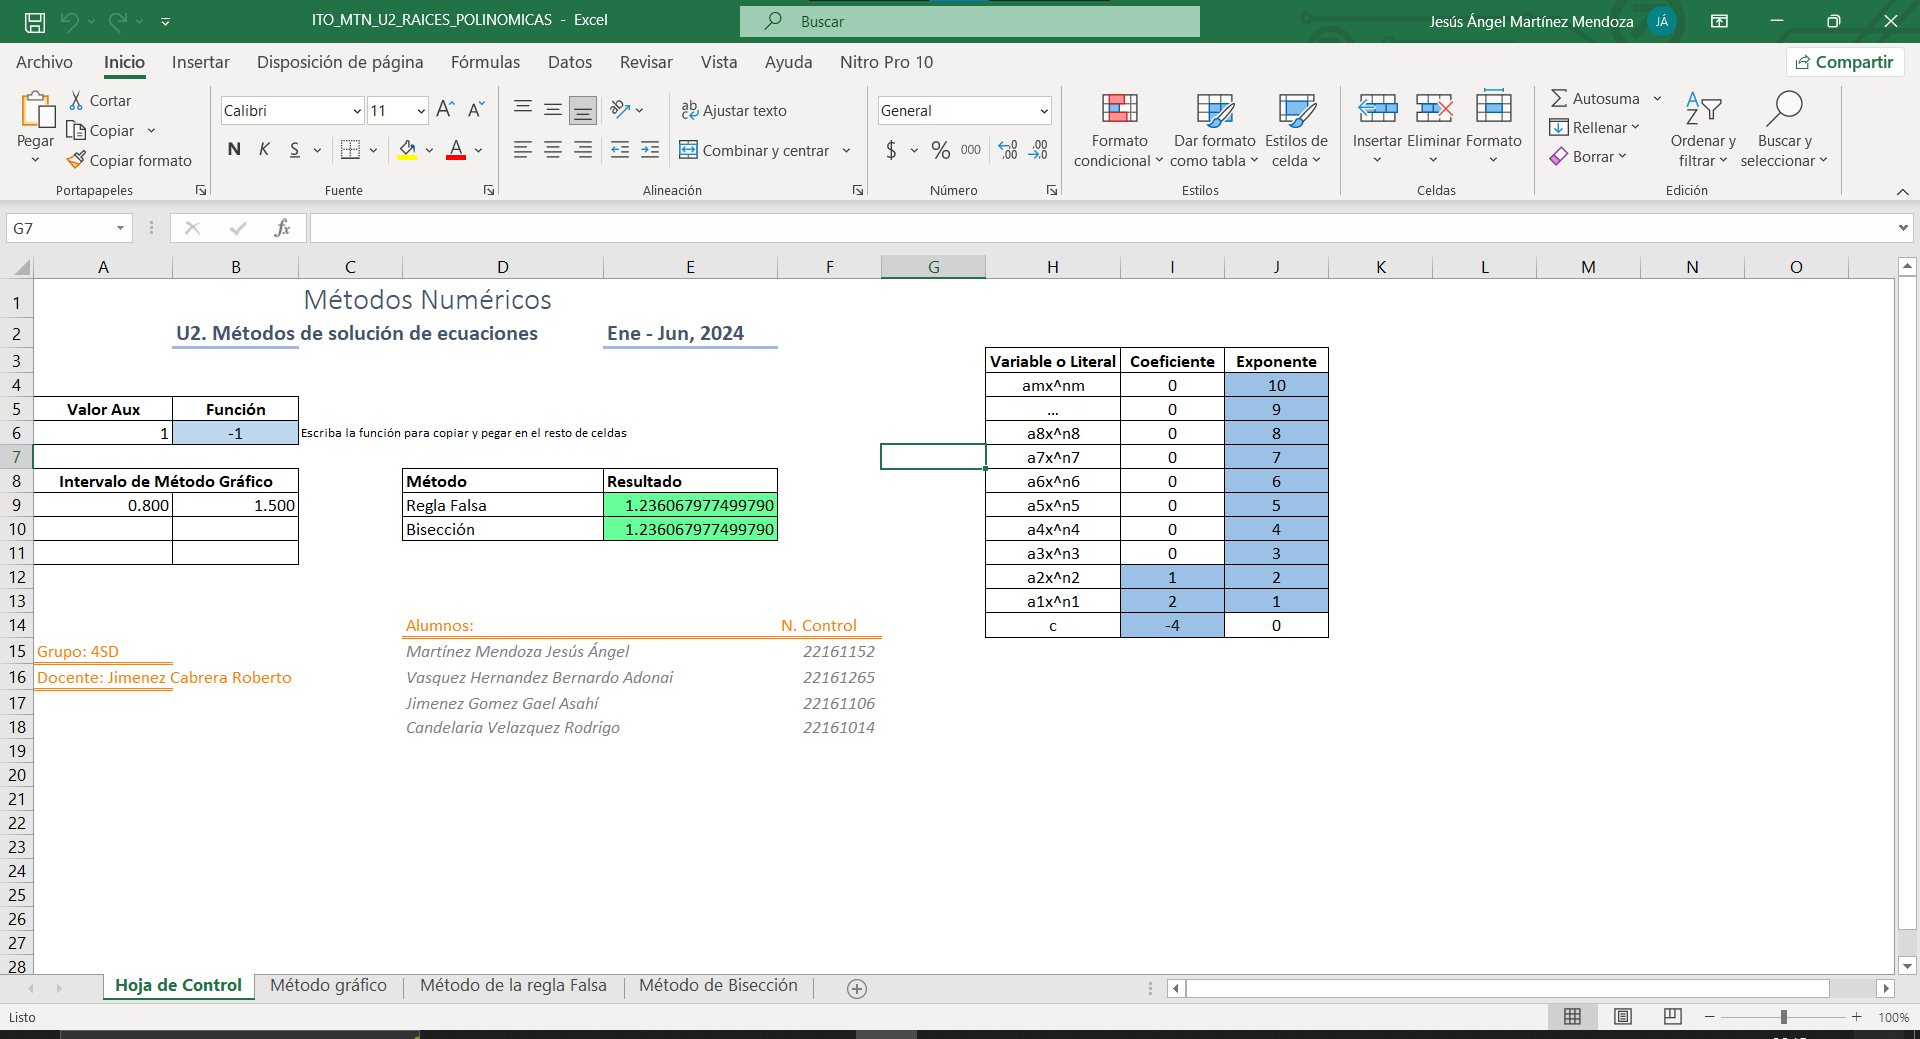 ITO_MTN_U2_RAICES_POLINOMICAS - Excel
Buscar
Jesús Ángel Martínez Mendoza JÁ
Archivo Inicio Insertar Disposición de página Fórmulas Datos Revisar Vista Ayuda Nitro Pro 10 Compartir
Pegar
Cortar
Copiar
Copiar formato
Portapapeles
Calibri 11
N K S
Fuente
Ajustar texto
Combinar y centrar
Alineación
General
$ % 000
Número
Formato condicional
Dar formato como tabla
Estilos de celda
Estilos
Insertar Eliminar Formato
Celdas
Autosuma
Rellenar
Borrar
Ordenar y filtrar
Buscar y seleccionar
Edición
G7
fx
A B C D E F G H I J K L M N O
1 Métodos Numéricos
2 U2. Métodos de solución de ecuaciones Ene - Jun, 2024
3 Variable o Literal Coeficiente Exponente
4 amx^nm 0 10
5 Valor Aux Función ... 0 9
6 1 -1 Escriba la función para copiar y pegar en el resto de celdas a8x^n8 0 8
7 a7x^n7 0 7
8 Intervalo de Método Gráfico Método Resultado a6x^n6 0 6
9 0.800 1.500 Regla Falsa 1.236067977499790 a5x^n5 0 5
10 Bisección 1.236067977499790 a4x^n4 0 4
11 a3x^n3 0 3
12 a2x^n2 1 2
13 a1x^n1 2 1
14 Alumnos: N. Control c -4 0
15 Grupo: 4SD Martínez Mendoza Jesús Ángel 22161152
16 Docente: Jimenez Cabrera Roberto Vasquez Hernandez Bernardo Adonai 22161265
17 Jimenez Gomez Gael Asahí 22161106
18 Candelaria Velazquez Rodrigo 22161014
19
20
21
22
23
24
25
26
27
28
Hoja de Control Método gráfico Método de la regla Falsa Método de Bisección
Listo 100%